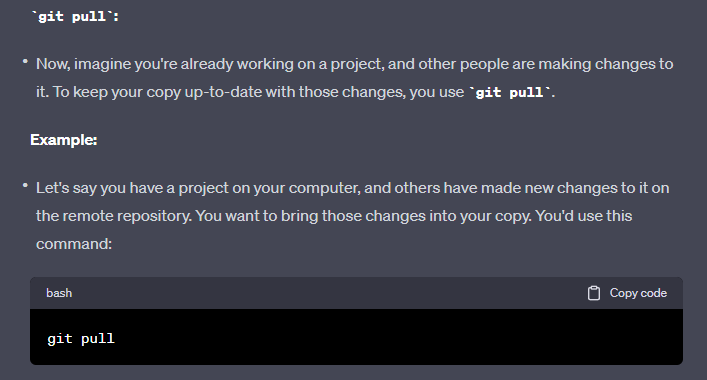 `git pull`:
• Now, imagine you're already working on a project, and other people are making changes to
it. To keep your copy up-to-date with those changes, you use `git pull`.
Example:
• Let's say you have a project on your computer, and others have made new changes to it on
the remote repository. You want to bring those changes into your copy. You'd use this
command:
bash Copy code
git pull